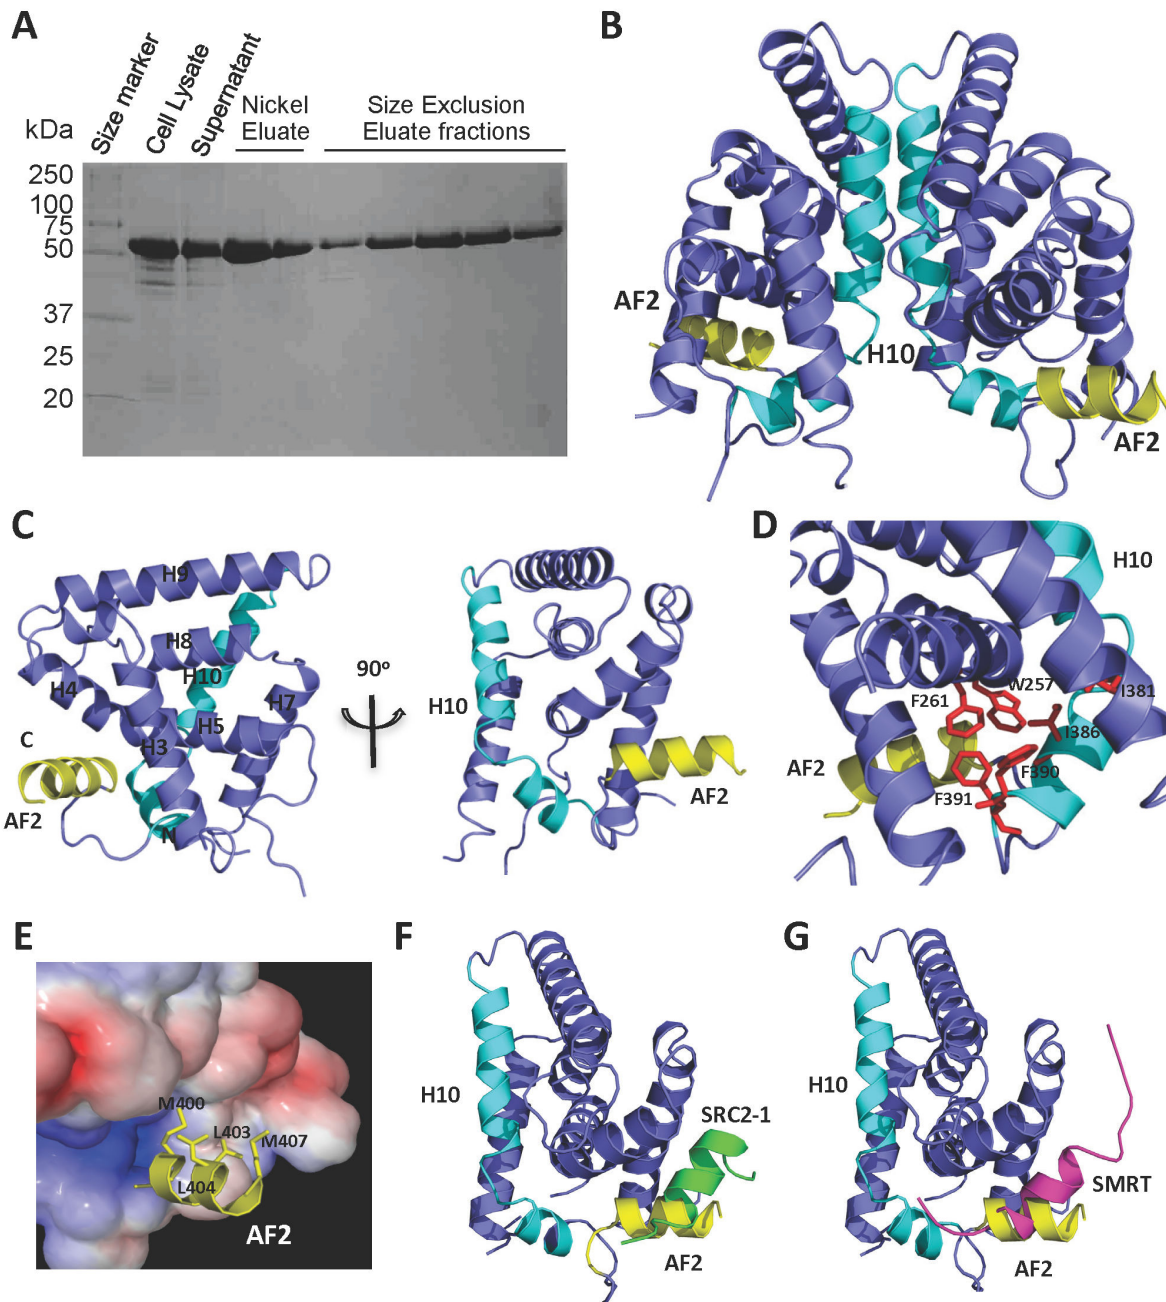 A
Size marker
Cell Lysate
Supernatant
Nickel
Eluate
Size Exclusion
Eluate fractions
kDa
250
100
75
50
37
25
20
B
AF2
H10
AF2
C
H9
H8
H10
H4
H7
H5
H3
C
AF2
N
90º
H10
AF2
D
H10
W257
I381
F261
I386
AF2
F390
F391
E
M400
L403
M407
L404
AF2
F
H10
SRC2-1
AF2
G
H10
SMRT
AF2